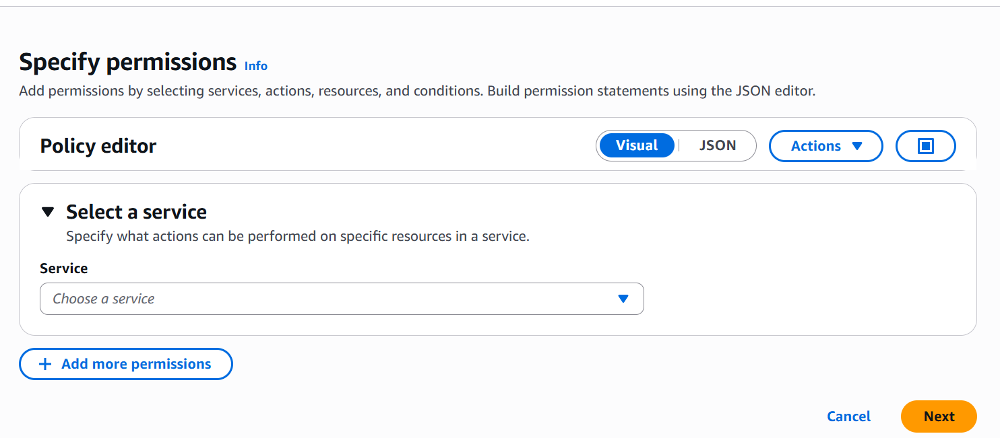 Specify permissions Info
Add permissions by selecting services, actions, resources, and conditions. Build permission statements using the JSON editor.
Policy editor
Visual
JSON
Actions
Select a service
Specify what actions can be performed on specific resources in a service.
Service
Choose a service
Add more permissions
Cancel
Next